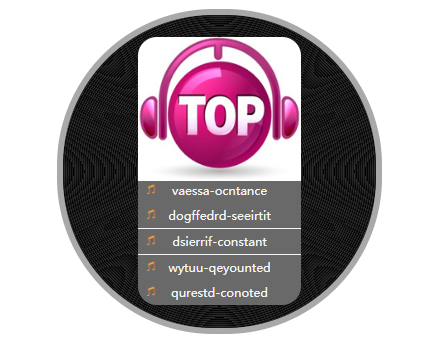 TOP
vaessa-ocntance
dogffedrd-seeirtit
dsierrif-constant
wytuu-qeyounted
qurestd-conoted